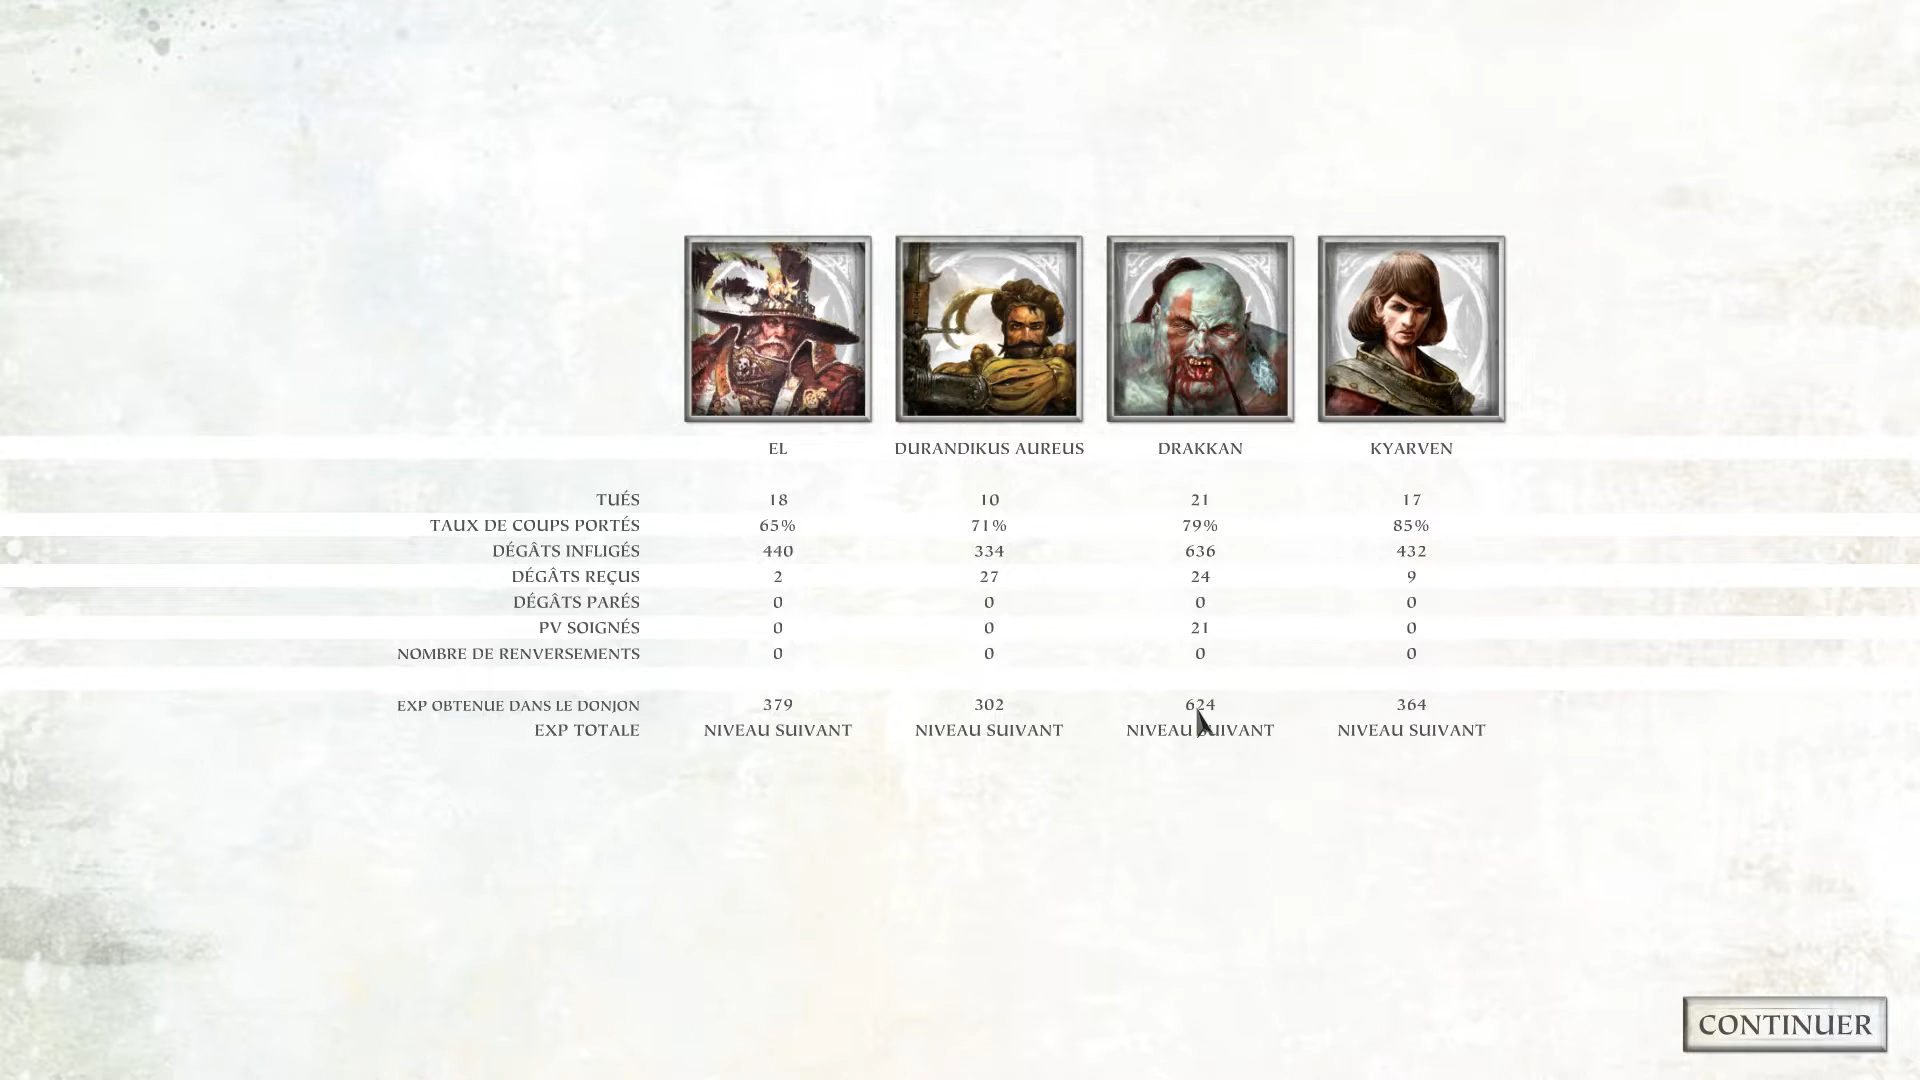 EL DURANDIKUS AUREUS DRAKKAN KYARVEN
TUÉS 18 10 21 17
TAUX DE COUPS PORTÉS 65% 71% 79% 85%
DÉGÂTS INFLIGÉS 440 334 636 432
DÉGÂTS REÇUS 2 27 24 9
DÉGÂTS PARÉS 0 0 0 0
PV SOIGNÉS 0 0 21 0
NOMBRE DE RENVERSEMENTS 0 0 0 0
EXP OBTENUE DANS LE DONJON 379 302 624 364
EXP TOTALE NIVEAU SUIVANT NIVEAU SUIVANT NIVEAU SUIVANT NIVEAU SUIVANT
CONTINUER